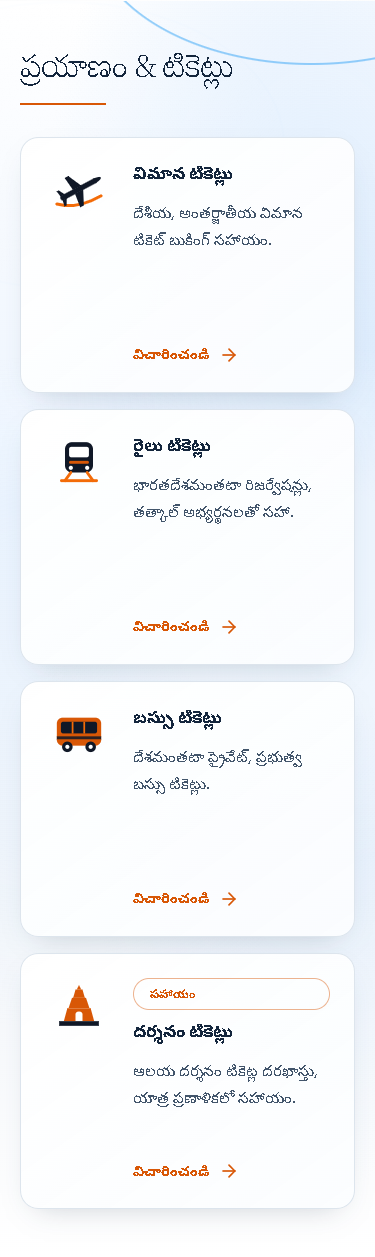 ప్రయాణం & టికెట్లు
విమాన టికెట్లు
దేశీయ, అంతర్జాతీయ విమాన
టికెట్ బుకింగ్ సహాయం.
విచారించండి
రైలు టికెట్లు
భారతదేశమంతటా రిజర్వేషన్లు,
తత్కాల్ అభ్యర్థనలతో సహా.
విచారించండి
బస్సు టికెట్లు
దేశమంతటా ప్రైవేట్, ప్రభుత్వ
బస్సు టికెట్లు.
విచారించండి
సహాయం
దర్శనం టికెట్లు
ఆలయ దర్శనం టికెట్ల దరఖాస్తు,
యాత్ర ప్రణాళికలో సహాయం.
విచారించండి